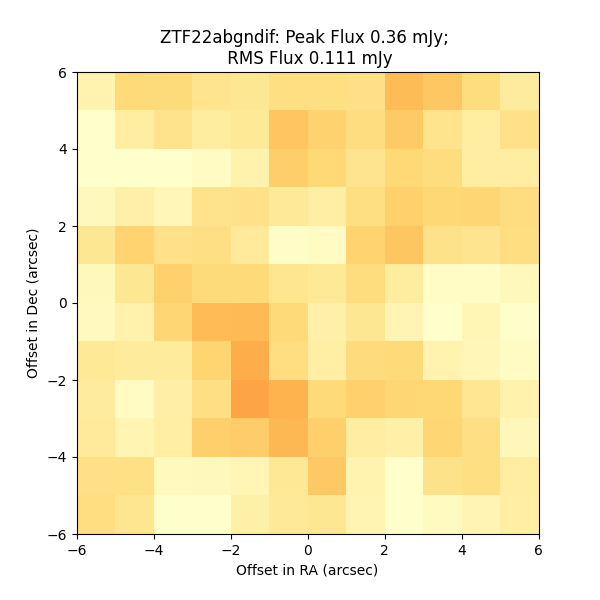 ZTF22abgndif: Peak Flux 0.36 mJy;
RMS Flux 0.111 mJy
6
4
2
0
−2
−4
−6
Offset in Dec (arcsec)
−6 −4 −2 0 2 4 6
Offset in RA (arcsec)